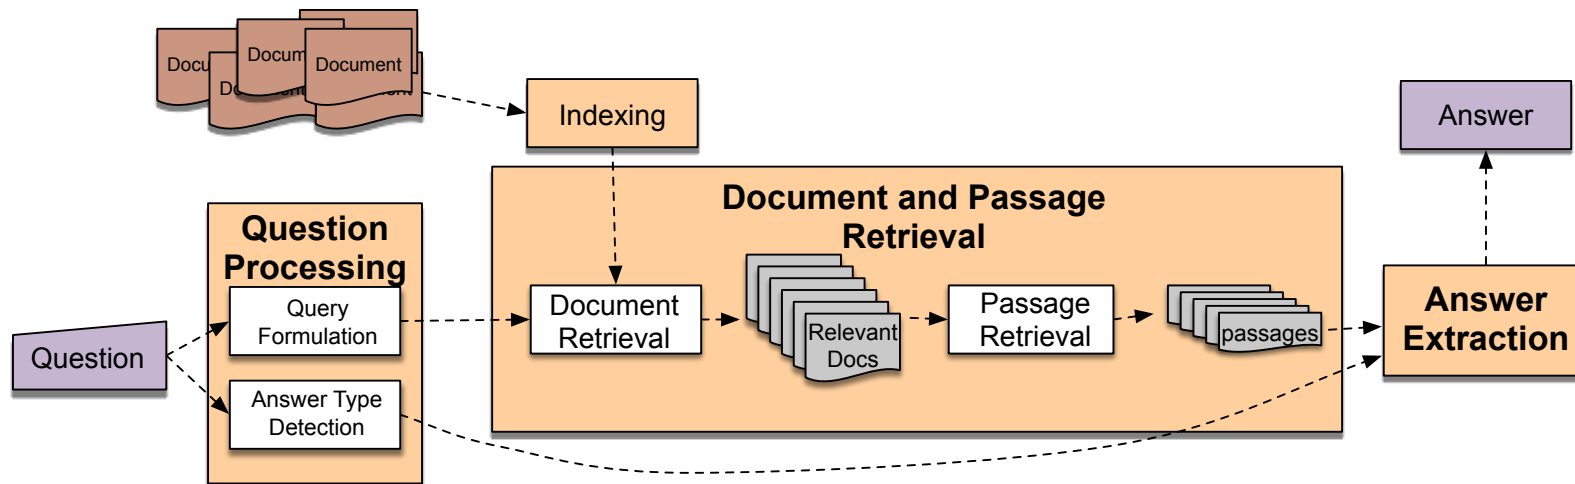 Document
Docum
Docu
Document
Indexing
Answer
Document and Passage
Retrieval
Question
Processing
Query
Formulation
Document
Retrieval
Relevant
Docs
Passage
Retrieval
passages
Answer
Extraction
Question
Answer Type
Detection